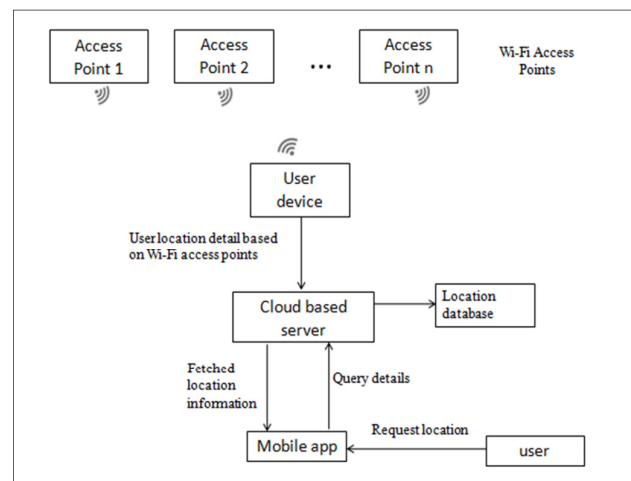 Access
Point 1
Access
Point 2
...
Access
Point n
Wi-Fi Access
Points
User
device
User location detail based
on Wi-Fi access points
Cloud based
server
Location
database
Fetched
location
information
Query details
Mobile app
Request location
user